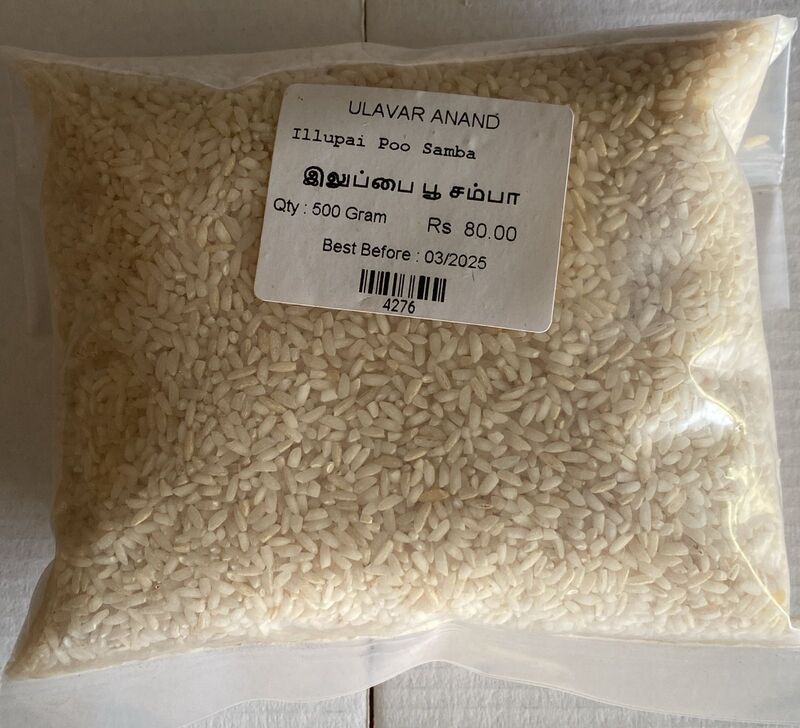 ULAVAR ANAND
Illupai Poo Samba
இலுப்பை பூ சம்பா
Qty : 500 Gram Rs 80.00
Best Before : 03/2025
4276